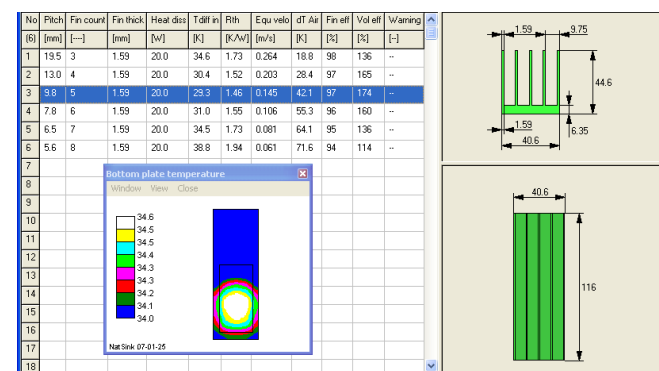 No Pitch Fin count Fin thick Heat diss Tdiff in Rth Equ velo dT Air Fin eff Vol eff Warning
(6) [mm] [---] [mm] [W] [K] [K/W] [m/s] [K] [%] [%] [--]
1 19.5 3 1.59 20.0 34.6 1.73 0.264 18.8 98 136 --
2 13.0 4 1.59 20.0 30.4 1.52 0.203 28.4 97 165 --
3 9.8 5 1.59 20.0 29.3 1.46 0.145 42.1 97 174 --
4 7.8 6 1.59 20.0 31.0 1.55 0.106 55.3 96 160 --
5 6.5 7 1.59 20.0 34.5 1.73 0.081 64.1 95 136 --
6 5.6 8 1.59 20.0 38.8 1.94 0.061 71.6 94 114 --
7
8
9
10
11
12
13
14
15
16
17
18
Bottom plate temperature
Window View Close
34.6
34.5
34.5
34.4
34.3
34.3
34.2
34.1
34.0
NatSink 07-01-25
1.59 9.75
44.6
1.59
6.35
40.6
40.6
116